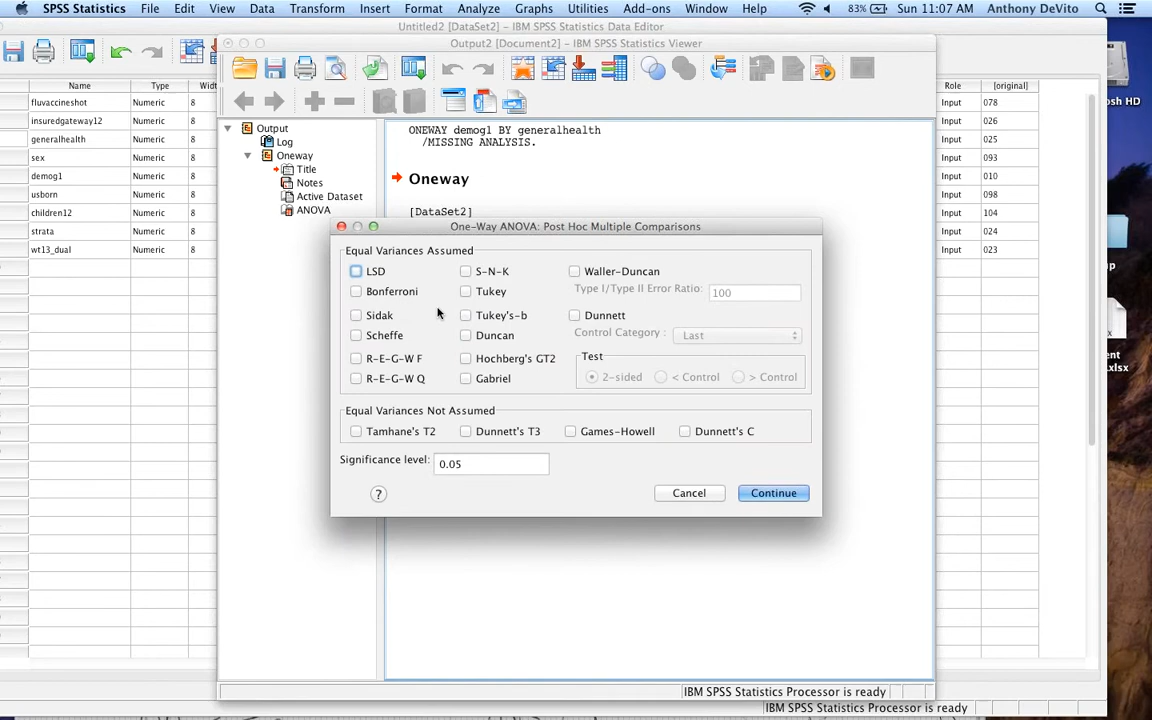 SPSS Statistics File Edit View Data Transform Insert Format Analyze Graphs Utilities Add-ons Window Help 83% Sun 11:07 AM Anthony DeVito
Untitled2 [DataSet2] — IBM SPSS Statistics Data Editor
Output2 [Document2] — IBM SPSS Statistics Viewer
Name Type Widt Role [original]
fluvaccineshot Numeric 8 Input 078
insuredgateway12 Numeric 8 Input 026
generalhealth Numeric 8 Input 025
sex Numeric 8 Input 093
demog1 Numeric 8 Input 010
usborn Numeric 8 Input 098
children12 Numeric 8 Input 104
strata Numeric 8 Input 024
wt13_dual Numeric 8 Input 023
Output
Log
Oneway
Title
Notes
Active Dataset
ANOVA
ONEWAY demog1 BY generalhealth
/MISSING ANALYSIS.
Oneway
[DataSet2]
One-Way ANOVA: Post Hoc Multiple Comparisons
Equal Variances Assumed
LSD S-N-K Waller-Duncan
Bonferroni Tukey Type I/Type II Error Ratio: 100
Sidak Tukey's-b Dunnett
Scheffe Duncan Control Category : Last
R-E-G-W F Hochberg's GT2 Test
R-E-G-W Q Gabriel 2-sided < Control > Control
Equal Variances Not Assumed
Tamhane's T2 Dunnett's T3 Games-Howell Dunnett's C
Significance level: 0.05
? Cancel Continue
IBM SPSS Statistics Processor is ready
IBM SPSS Statistics Processor is ready
osh HD
up
ent
.xlsx